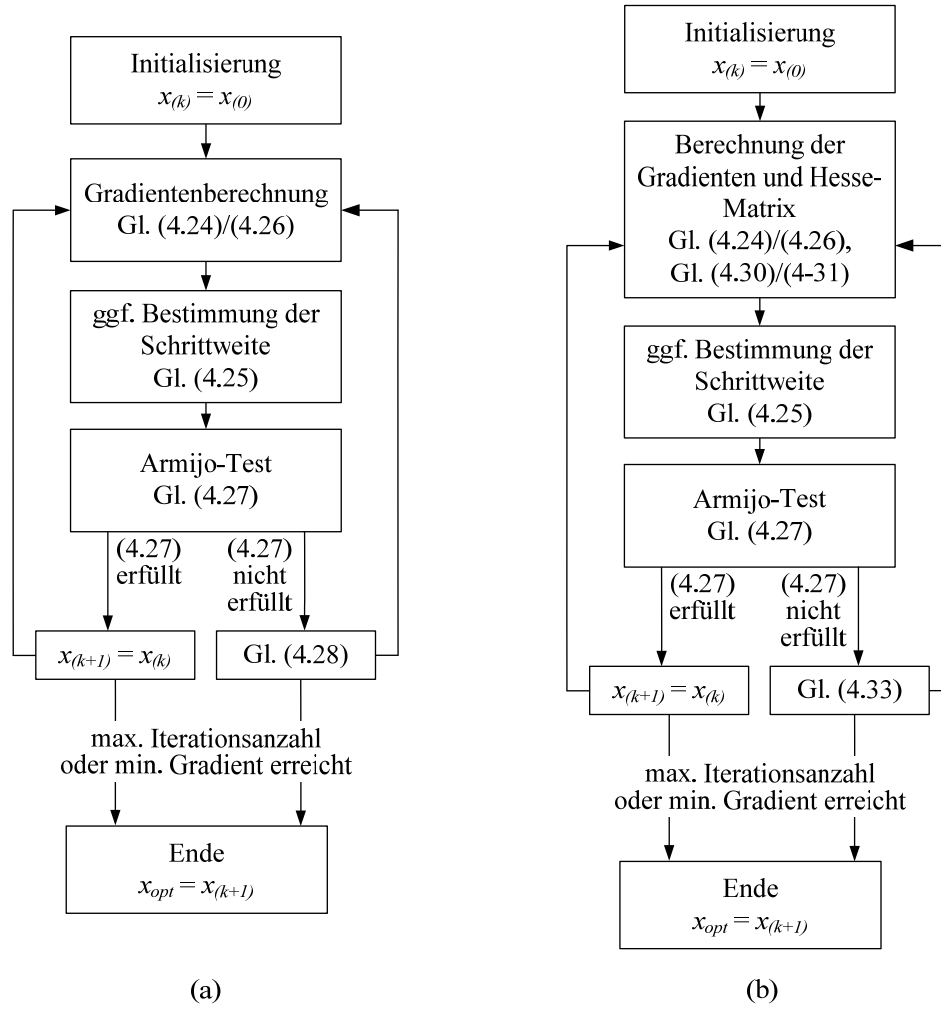 Initialisierung
x(k) = x(0)
Gradientenberechnung
Gl. (4.24)/(4.26)
ggf. Bestimmung der
Schrittweite
Gl. (4.25)
Armijo-Test
Gl. (4.27)
(4.27)
erfüllt
(4.27)
nicht
erfüllt
x(k+1) = x(k)
Gl. (4.28)
max. Iterationsanzahl
oder min. Gradient erreicht
Ende
xopt = x(k+1)
(a)
Initialisierung
x(k) = x(0)
Berechnung der
Gradienten und Hesse-
Matrix
Gl. (4.24)/(4.26),
Gl. (4.30)/(4-31)
ggf. Bestimmung der
Schrittweite
Gl. (4.25)
Armijo-Test
Gl. (4.27)
(4.27)
erfüllt
(4.27)
nicht
erfüllt
x(k+1) = x(k)
Gl. (4.33)
max. Iterationsanzahl
oder min. Gradient erreicht
Ende
xopt = x(k+1)
(b)